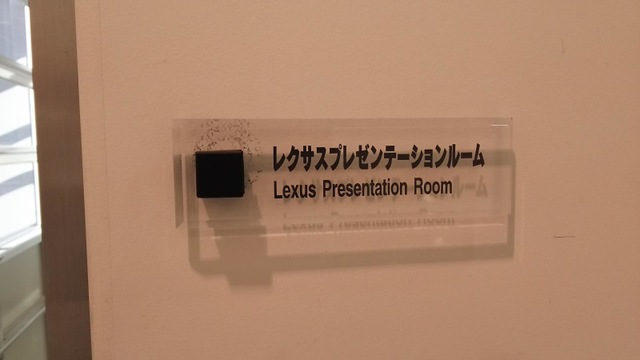 レクサスプレゼンテーションルーム
Lexus Presentation Room